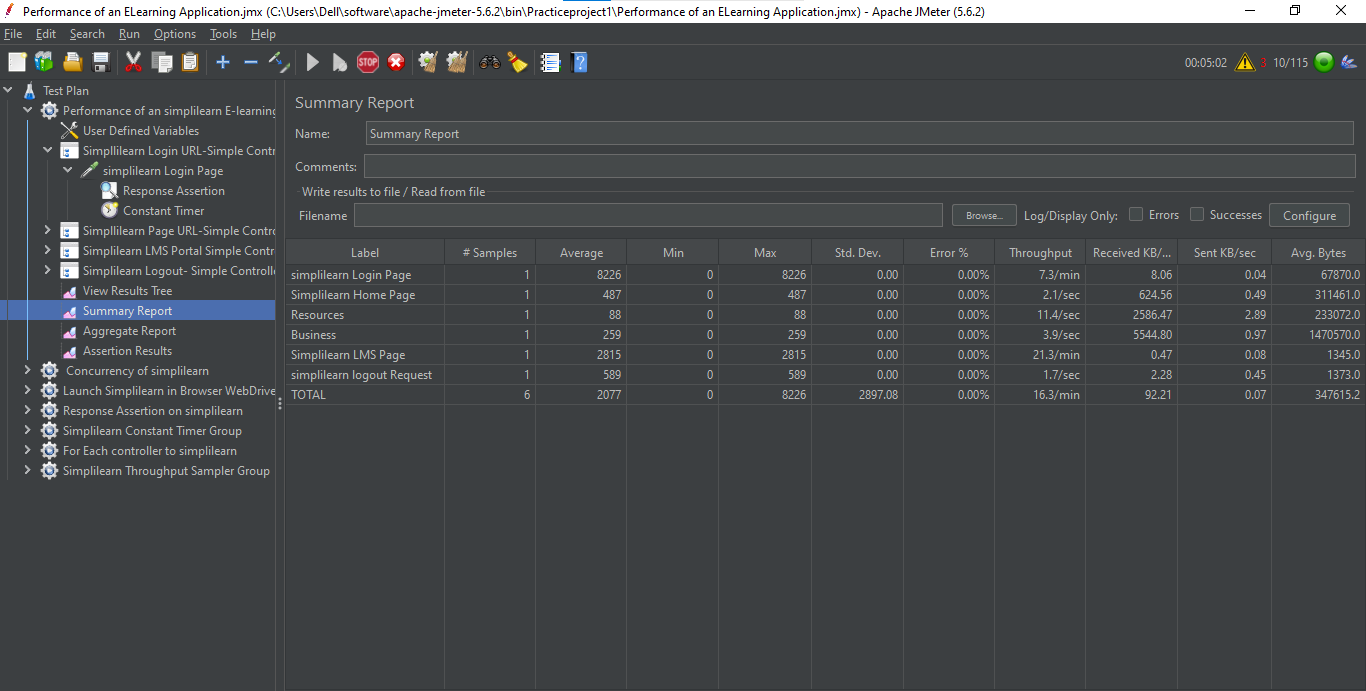 Performance of an ELearning Application.jmx (C:\Users\Dell\software\apache-jmeter-5.6.2\bin\Practiceproject1\Performance of an ELearning Application.jmx) - Apache JMeter (5.6.2)
File Edit Search Run Options Tools Help
STOP 00:05:02 3 10/115
Test Plan
Performance of an simplilearn E-learning
User Defined Variables
Simpllilearn Login URL-Simple Contr
simplilearn Login Page
Response Assertion
Constant Timer
Simpllilearn Page URL-Simple Contro
Simplilearn LMS Portal Simple Contr
Simplilearn Logout- Simple Controlle
View Results Tree
Summary Report
Aggregate Report
Assertion Results
Concurrency of simplilearn
Launch Simplilearn in Browser WebDrive
Response Assertion on simplilearn
Simplilearn Constant Timer Group
For Each controller to simplilearn
Simplilearn Throughput Sampler Group
Summary Report
Name: Summary Report
Comments:
Write results to file / Read from file
Filename Browse... Log/Display Only: Errors Successes Configure
Label # Samples Average Min Max Std. Dev. Error % Throughput Received KB/... Sent KB/sec Avg. Bytes
simplilearn Login Page 1 8226 0 8226 0.00 0.00% 7.3/min 8.06 0.04 67870.0
Simplilearn Home Page 1 487 0 487 0.00 0.00% 2.1/sec 624.56 0.49 311461.0
Resources 1 88 0 88 0.00 0.00% 11.4/sec 2586.47 2.89 233072.0
Business 1 259 0 259 0.00 0.00% 3.9/sec 5544.80 0.97 1470570.0
Simplilearn LMS Page 1 2815 0 2815 0.00 0.00% 21.3/min 0.47 0.08 1345.0
simplilearn logout Request 1 589 0 589 0.00 0.00% 1.7/sec 2.28 0.45 1373.0
TOTAL 6 2077 0 8226 2897.08 0.00% 16.3/min 92.21 0.07 347615.2